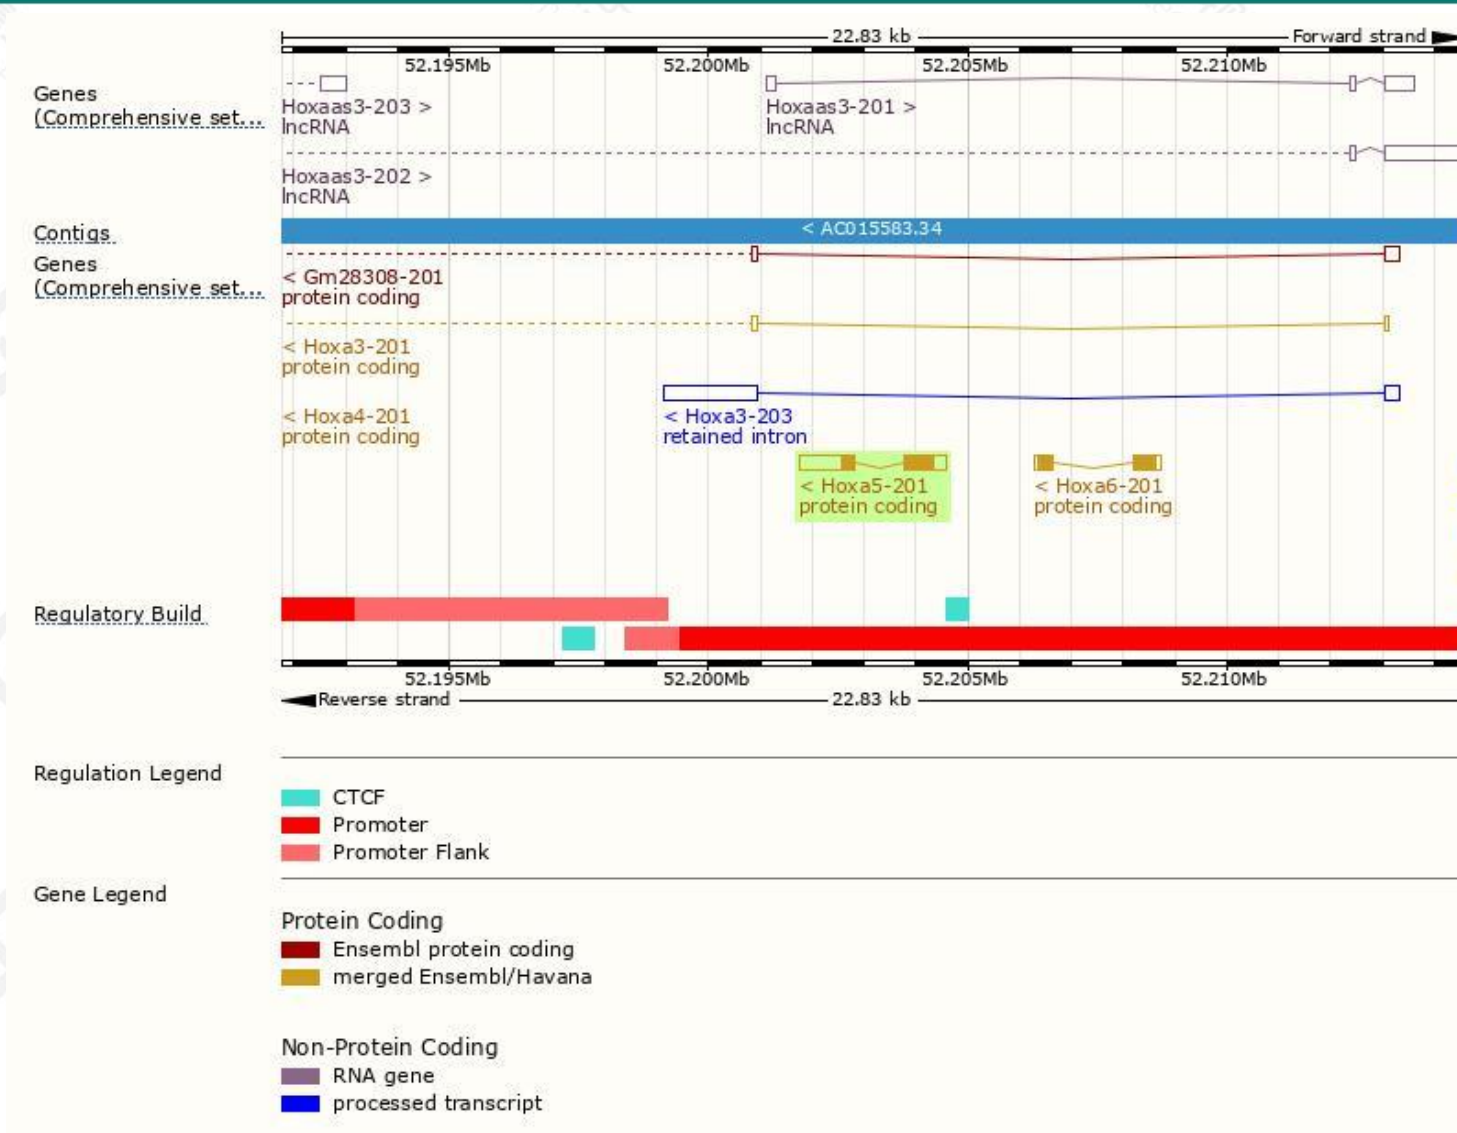 22.83 kb Forward strand
52.195Mb 52.200Mb 52.205Mb 52.210Mb
Genes
(Comprehensive set...
Hoxaas3-203 > Hoxaas3-201 >
lncRNA lncRNA
Hoxaas3-202 >
lncRNA
Contigs < AC015583.34
Genes
(Comprehensive set...
< Gm28308-201
protein coding
< Hoxa3-201
protein coding
< Hoxa4-201 < Hoxa3-203
protein coding retained intron
< Hoxa5-201 < Hoxa6-201
protein coding protein coding
Regulatory Build
52.195Mb 52.200Mb 52.205Mb 52.210Mb
Reverse strand 22.83 kb
Regulation Legend
CTCF
Promoter
Promoter Flank
Gene Legend
Protein Coding
Ensembl protein coding
merged Ensembl/Havana
Non-Protein Coding
RNA gene
processed transcript